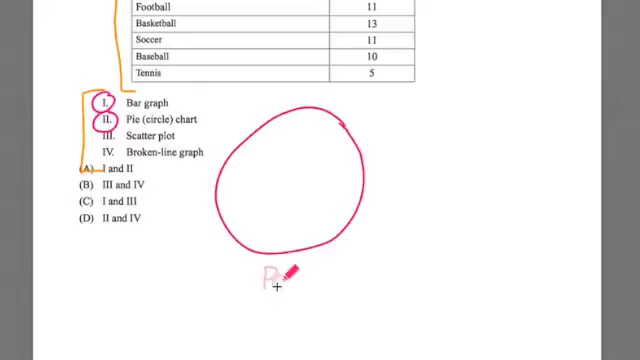 Football 11
Basketball 13
Soccer 11
Baseball 10
Tennis 5
I. Bar graph
II. Pie (circle) chart
III. Scatter plot
IV. Broken-line graph
(A) I and II
(B) III and IV
(C) I and III
(D) II and IV